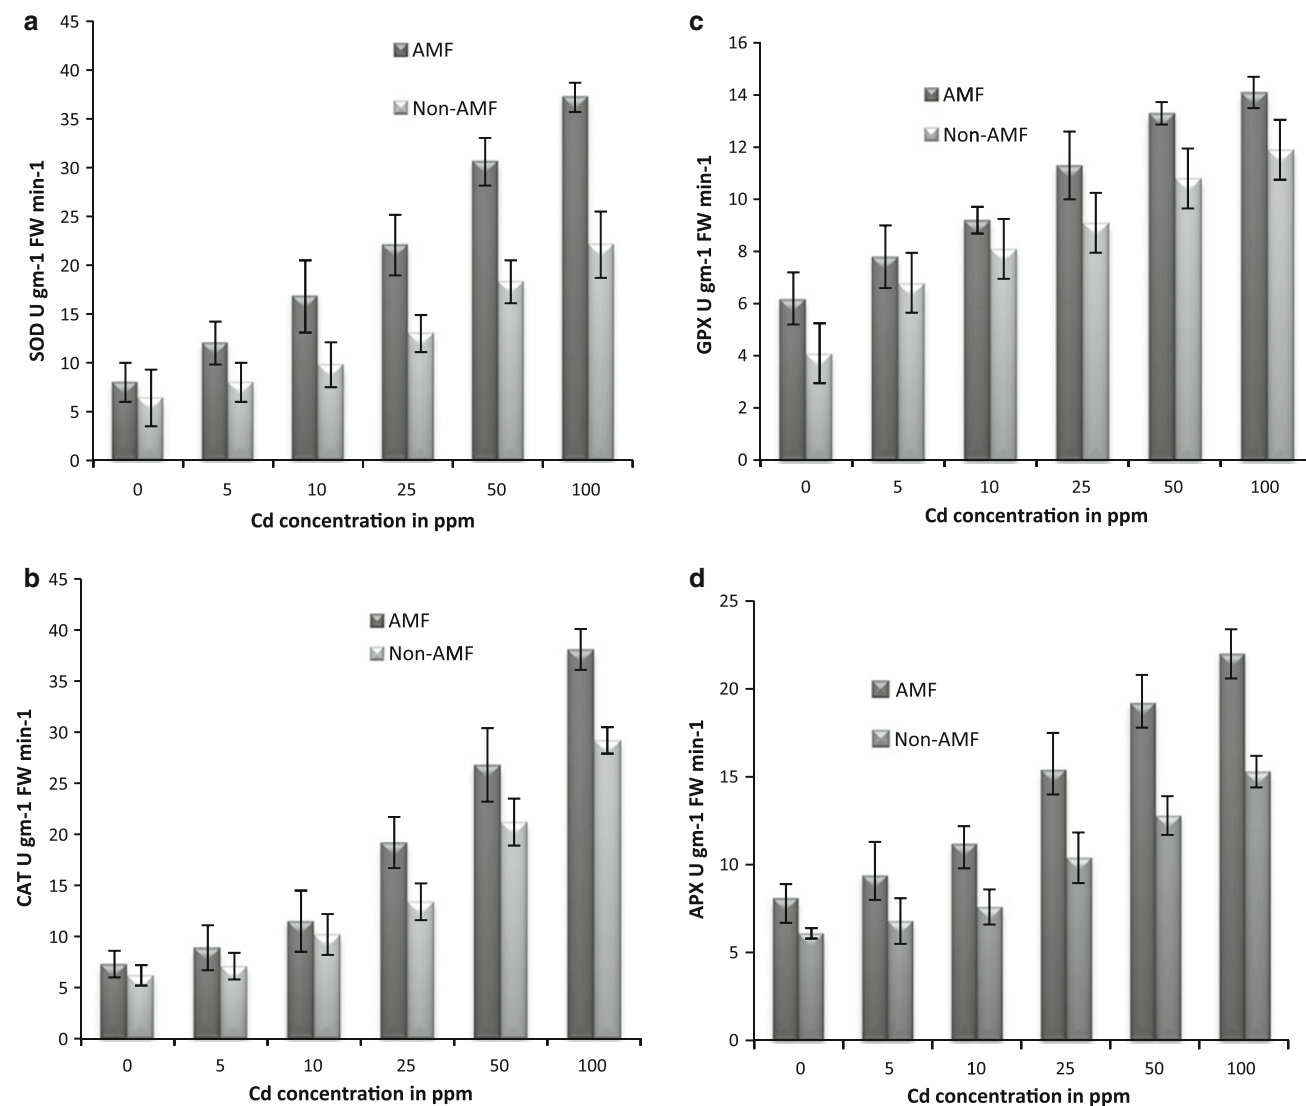 a
45
40
35
30
25
20
15
10
5
0
SOD U gm-1 FW min-1
AMF
Non-AMF
0 5 10 25 50 100
Cd concentration in ppm
c
16
14
12
10
8
6
4
2
0
GPX U gm-1 FW min-1
AMF
Non-AMF
0 5 10 25 50 100
Cd concentration in ppm
b
45
40
35
30
25
20
15
10
5
0
CAT U gm-1 FW min-1
AMF
Non-AMF
0 5 10 25 50 100
Cd concentration in ppm
d
25
20
15
10
5
0
APX U gm-1 FW min-1
AMF
Non-AMF
0 5 10 25 50 100
Cd concentration in ppm